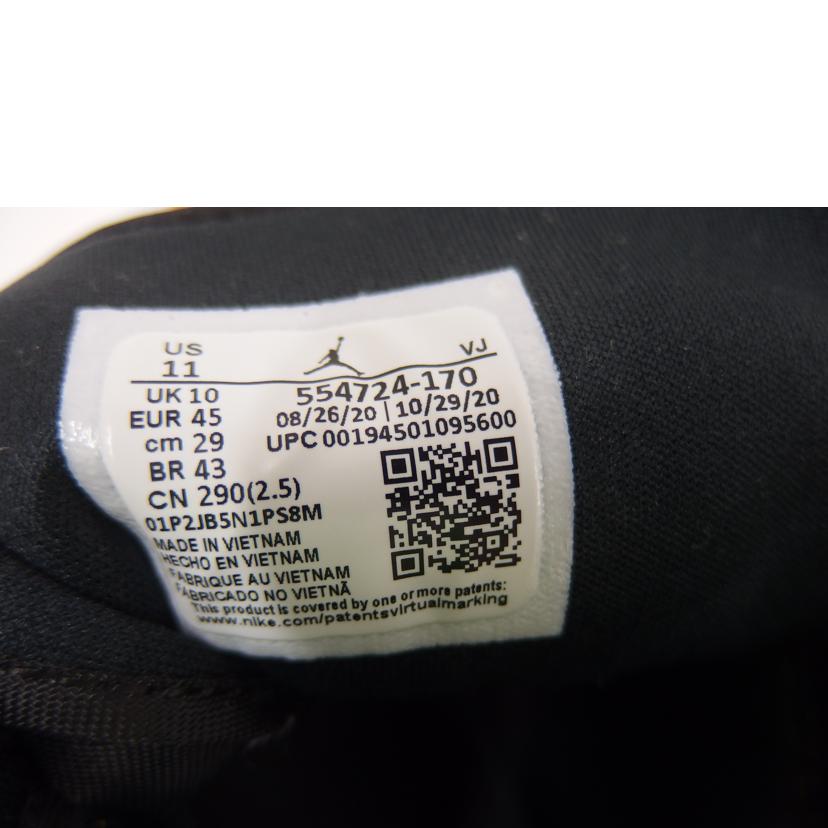 US
11
VJ
UK 10
EUR 45
cm 29
BR 43
CN 290(2.5)
554724-170
08/26/20 | 10/29/20
UPC 00194501095600
01P2JB5N1PS8M
MADE IN VIETNAM
HECHO EN VIETNAM
FABRIQUE AU VIETNAM
FABRICADO NO VIETNÃ
This product is covered by one or more patents:
www.nike.com/patentsvirtualmarking